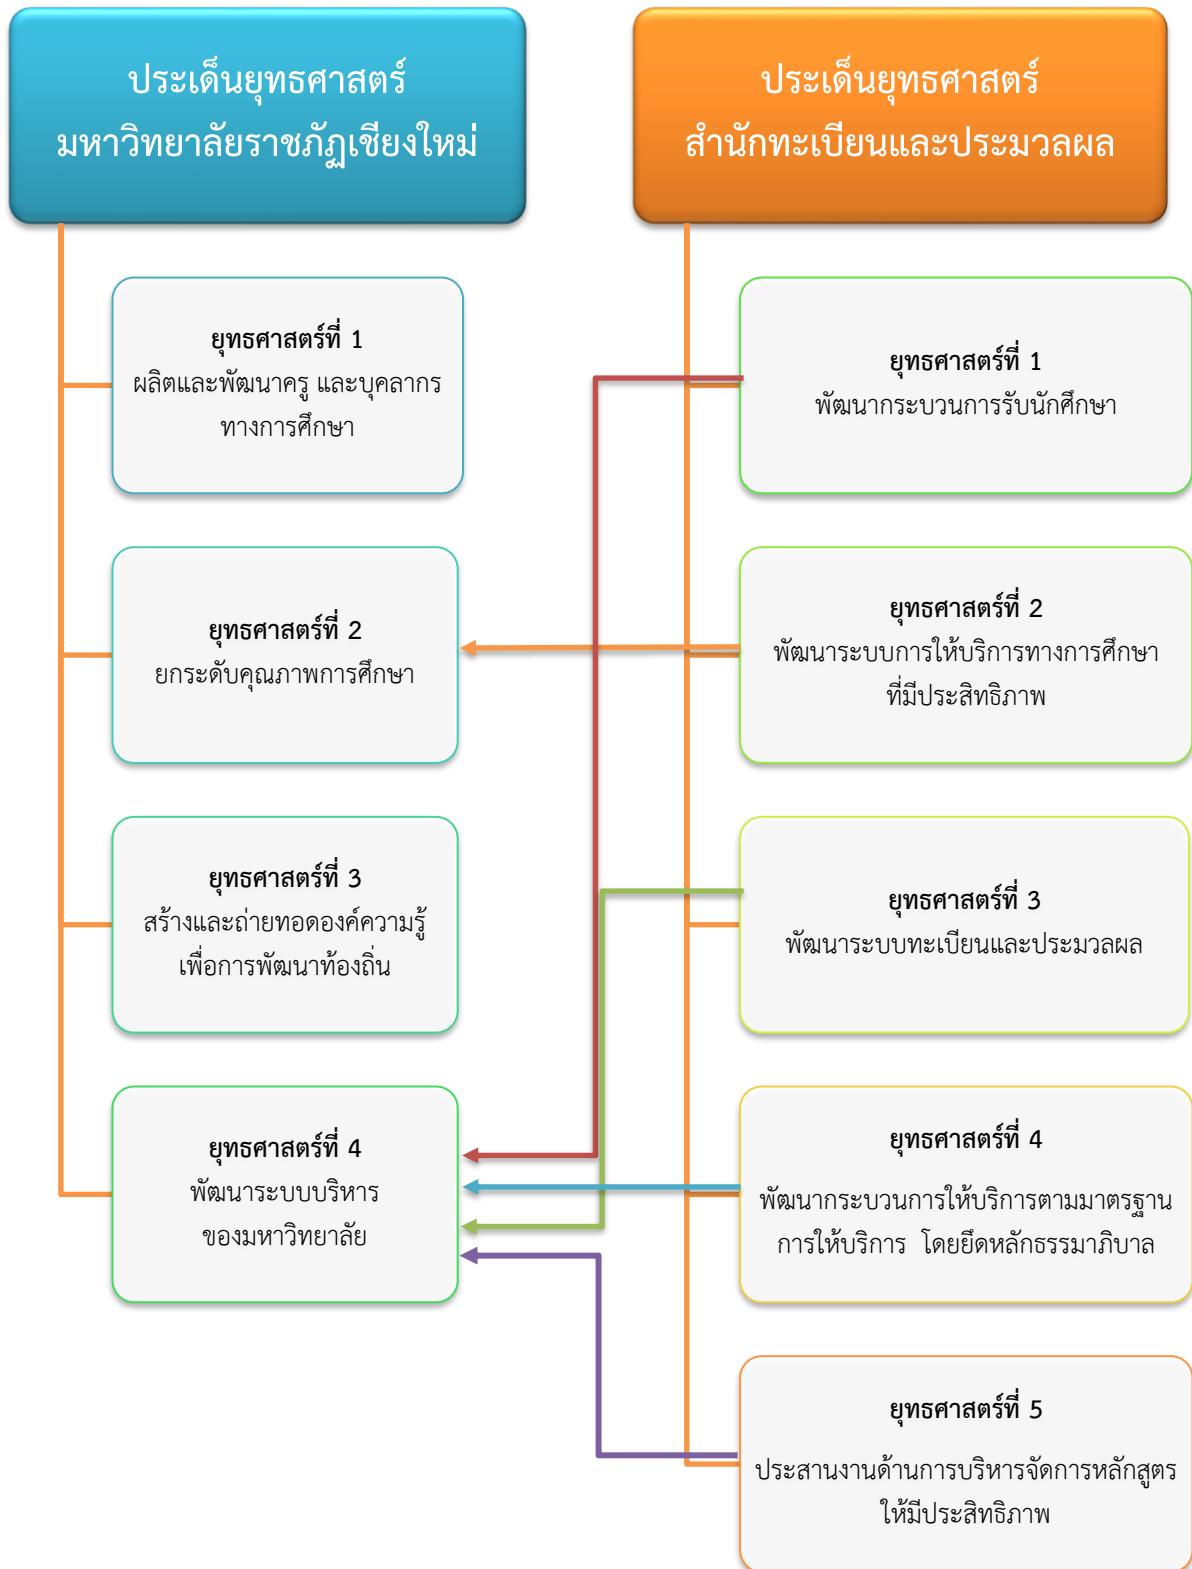 ประเด็นยุทธศาสตร์
มหาวิทยาลัยราชภัฏเชียงใหม่
ยุทธศาสตร์ที่ 1
ผลิตและพัฒนาครู และบุคลากร
ทางการศึกษา
ยุทธศาสตร์ที่ 2
ยกระดับคุณภาพการศึกษา
ยุทธศาสตร์ที่ 3
สร้างและถ่ายทอดองค์ความรู้
เพื่อการพัฒนาท้องถิ่น
ยุทธศาสตร์ที่ 4
พัฒนาระบบบริหาร
ของมหาวิทยาลัย
ประเด็นยุทธศาสตร์
สำนักทะเบียนและประมวลผล
ยุทธศาสตร์ที่ 1
พัฒนากระบวนการรับนักศึกษา
ยุทธศาสตร์ที่ 2
พัฒนาระบบการให้บริการทางการศึกษา
ที่มีประสิทธิภาพ
ยุทธศาสตร์ที่ 3
พัฒนาระบบทะเบียนและประมวลผล
ยุทธศาสตร์ที่ 4
พัฒนากระบวนการให้บริการตามมาตรฐาน
การให้บริการ โดยยึดหลักธรรมาภิบาล
ยุทธศาสตร์ที่ 5
ประสานงานด้านการบริหารจัดการหลักสูตร
ให้มีประสิทธิภาพ